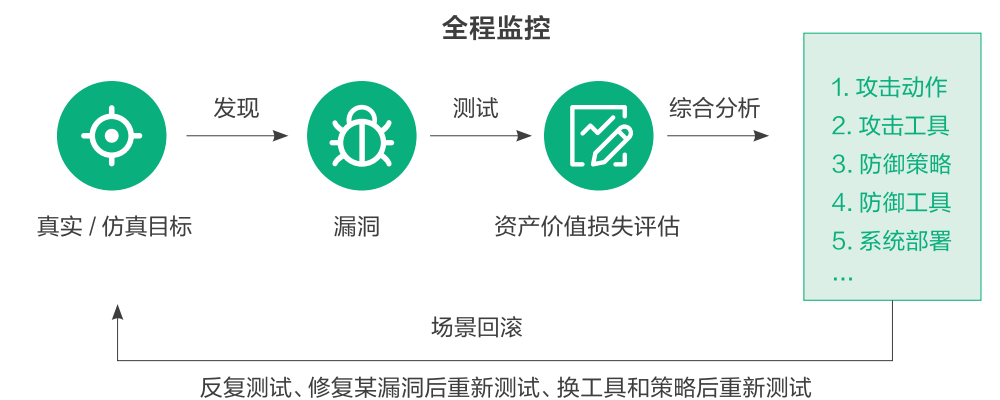 全程监控
发现
测试
综合分析
真实 / 仿真目标
漏洞
资产价值损失评估
1. 攻击动作
2. 攻击工具
3. 防御策略
4. 防御工具
5. 系统部署
...
场景回滚
反复测试、修复某漏洞后重新测试、换工具和策略后重新测试